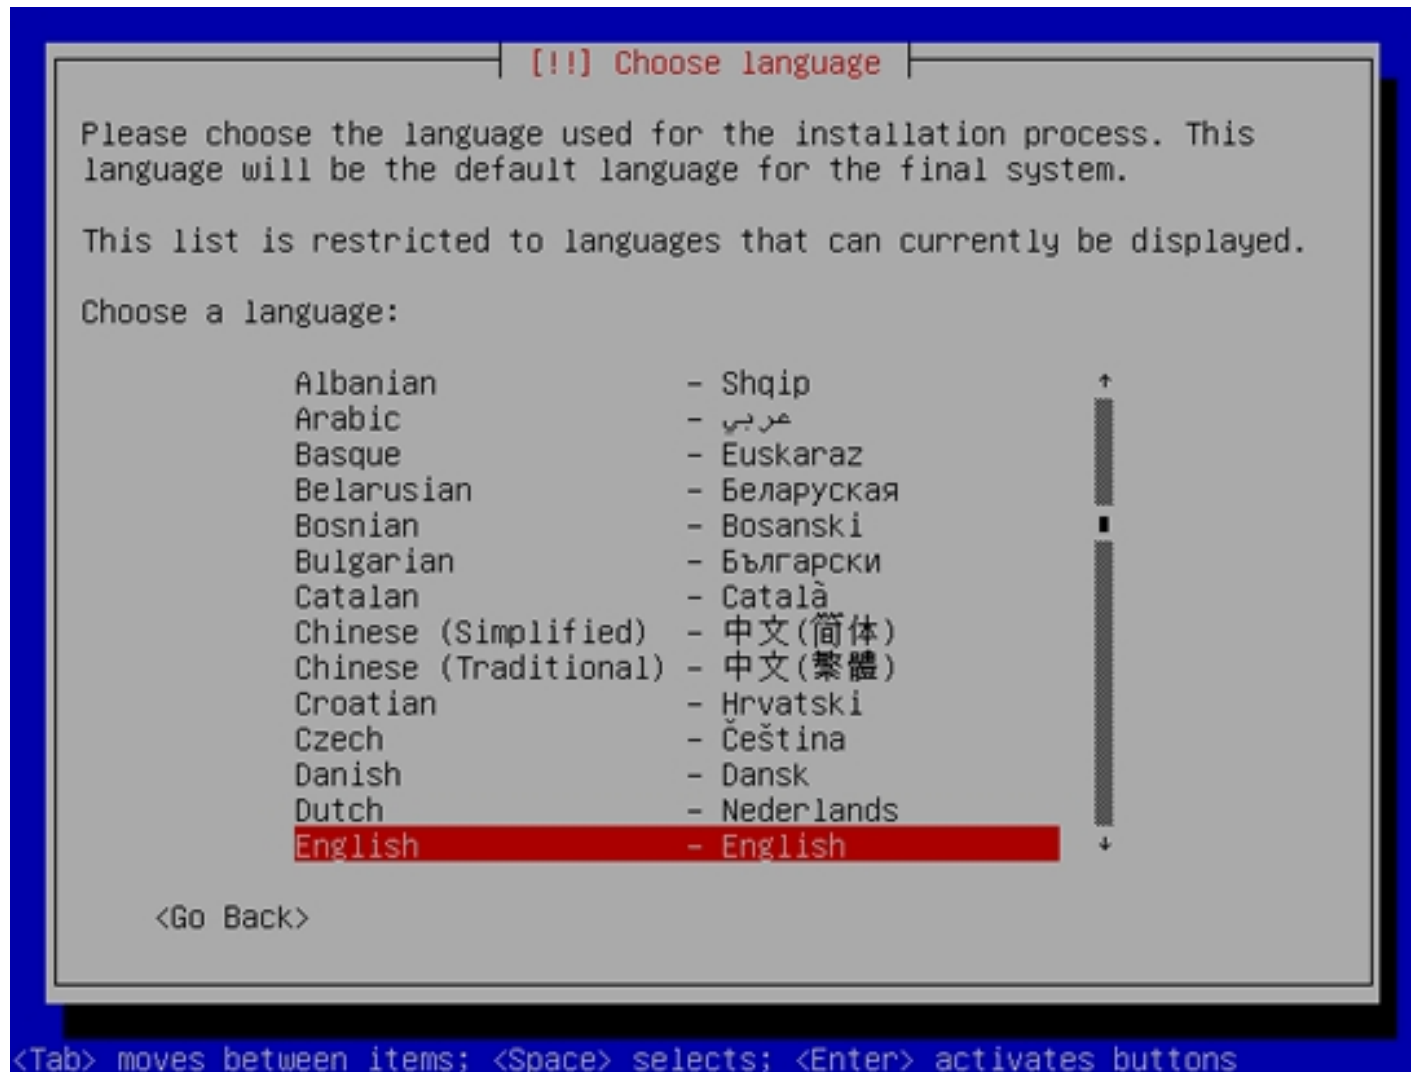 [!!] Choose language
Please choose the language used for the installation process. This
language will be the default language for the final system.
This list is restricted to languages that can currently be displayed.
Choose a language:
Albanian - Shqip
Arabic - عربي
Basque - Euskaraz
Belarusian - Беларуская
Bosnian - Bosanski
Bulgarian - Български
Catalan - Català
Chinese (Simplified) - 中文(简体)
Chinese (Traditional) - 中文(繁體)
Croatian - Hrvatski
Czech - Čeština
Danish - Dansk
Dutch - Nederlands
English - English
<Go Back>
<Tab> moves between items; <Space> selects; <Enter> activates buttons